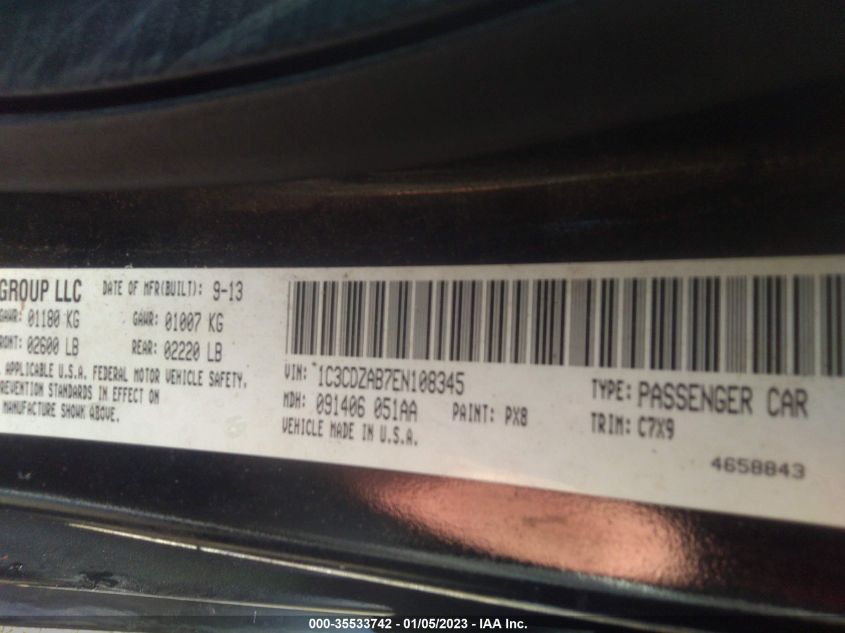 GROUP LLC DATE OF MFR(BUILT): 9-13
GAWR: 01180 KG GAWR: 01007 KG
RONT: 02600 LB REAR: 02220 LB
APPLICABLE U.S.A. FEDERAL MOTOR VEHICLE SAFETY,
REVENTION STANDARDS IN EFFECT ON
MANUFACTURE SHOWN ABOVE.
VIN: 1C3CDZAB7EN108345
MDH: 091406 051AA PAINT: PX8
VEHICLE MADE IN U.S.A.
TYPE: PASSENGER CAR
TRIM: C7X9
4658843
000-35533742 - 01/05/2023 - IAA Inc.